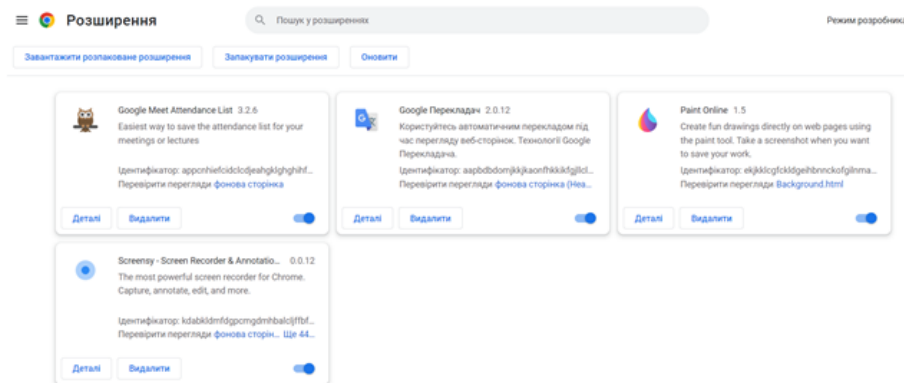 Розширення
Пошук у розширеннях
Режим розробника
Завантажити розпаковане розширення
Запакувати розширення
Оновити
Google Meet Attendance List 3.2.6
Easiest way to save the attendance list for your
meetings or lectures
Ідентифікатор:
Перевірити перегляди фонова сторінка
Деталі
Видалити
Google Перекладач 2.0.12
Користуйтесь автоматичним перекладом під
час перегляду веб-сторінок. Технології Google
Перекладача.
Ідентифікатор:
Перевірити перегляди фонова сторінка (Неа...
Деталі
Видалити
Paint Online 1.5
Create fun drawings directly on web pages using
the paint tool. Take a screenshot when you want
to save your work.
Ідентифікатор:
Перевірити перегляди Background.html
Деталі
Видалити
Screensy - Screen Recorder & Annotatio... 0.0.12
The most powerful screen recorder for Chrome.
Capture, annotate, edit, and more.
Ідентифікатор:
Перевірити перегляди фонова сторін... Ще 44...
Деталі
Видалити